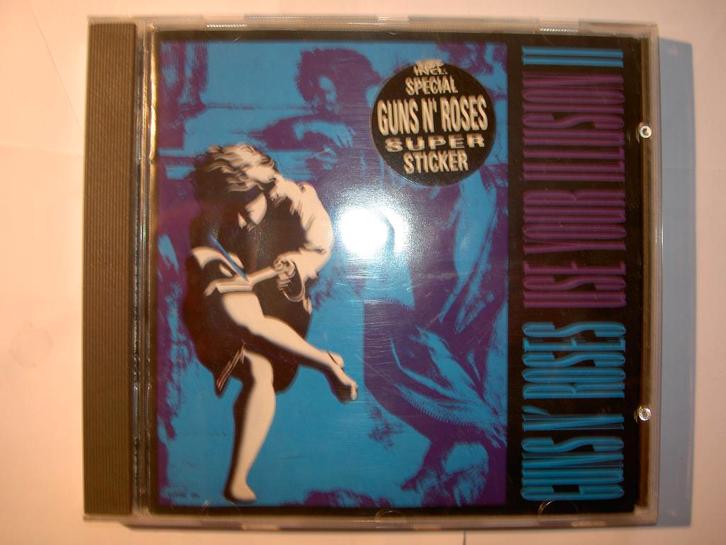 INCL.
SPECIAL
GUNS N' ROSES
SUPER
STICKER
GUNS N' ROSES USE YOUR ILLUSION II